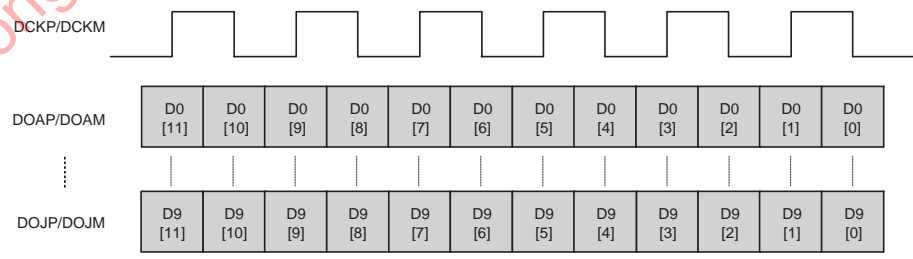 DCKP/DCKM
DOAP/DOAM
D0 D0 D0 D0 D0 D0 D0 D0 D0 D0 D0 D0
[11] [10] [9] [8] [7] [6] [5] [4] [3] [2] [1] [0]
DOJP/DOJM
D9 D9 D9 D9 D9 D9 D9 D9 D9 D9 D9 D9
[11] [10] [9] [8] [7] [6] [5] [4] [3] [2] [1] [0]